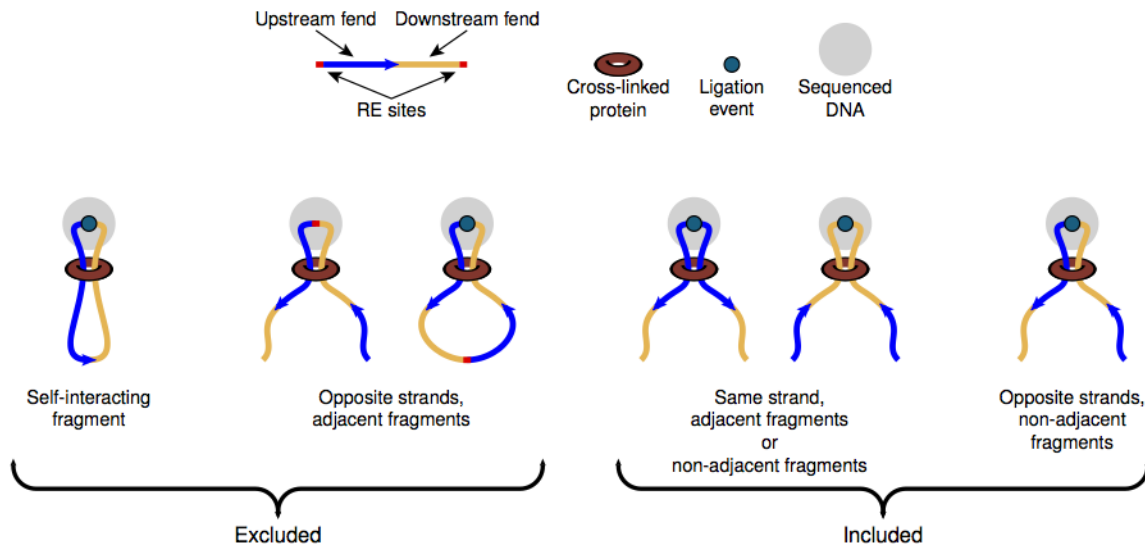 Upstream fend
Downstream fend
RE sites
Cross-linked
protein
Ligation
event
Sequenced
DNA
Self-interacting
fragment
Opposite strands,
adjacent fragments
Same strand,
adjacent fragments
or
non-adjacent fragments
Opposite strands,
non-adjacent
fragments
Excluded
Included